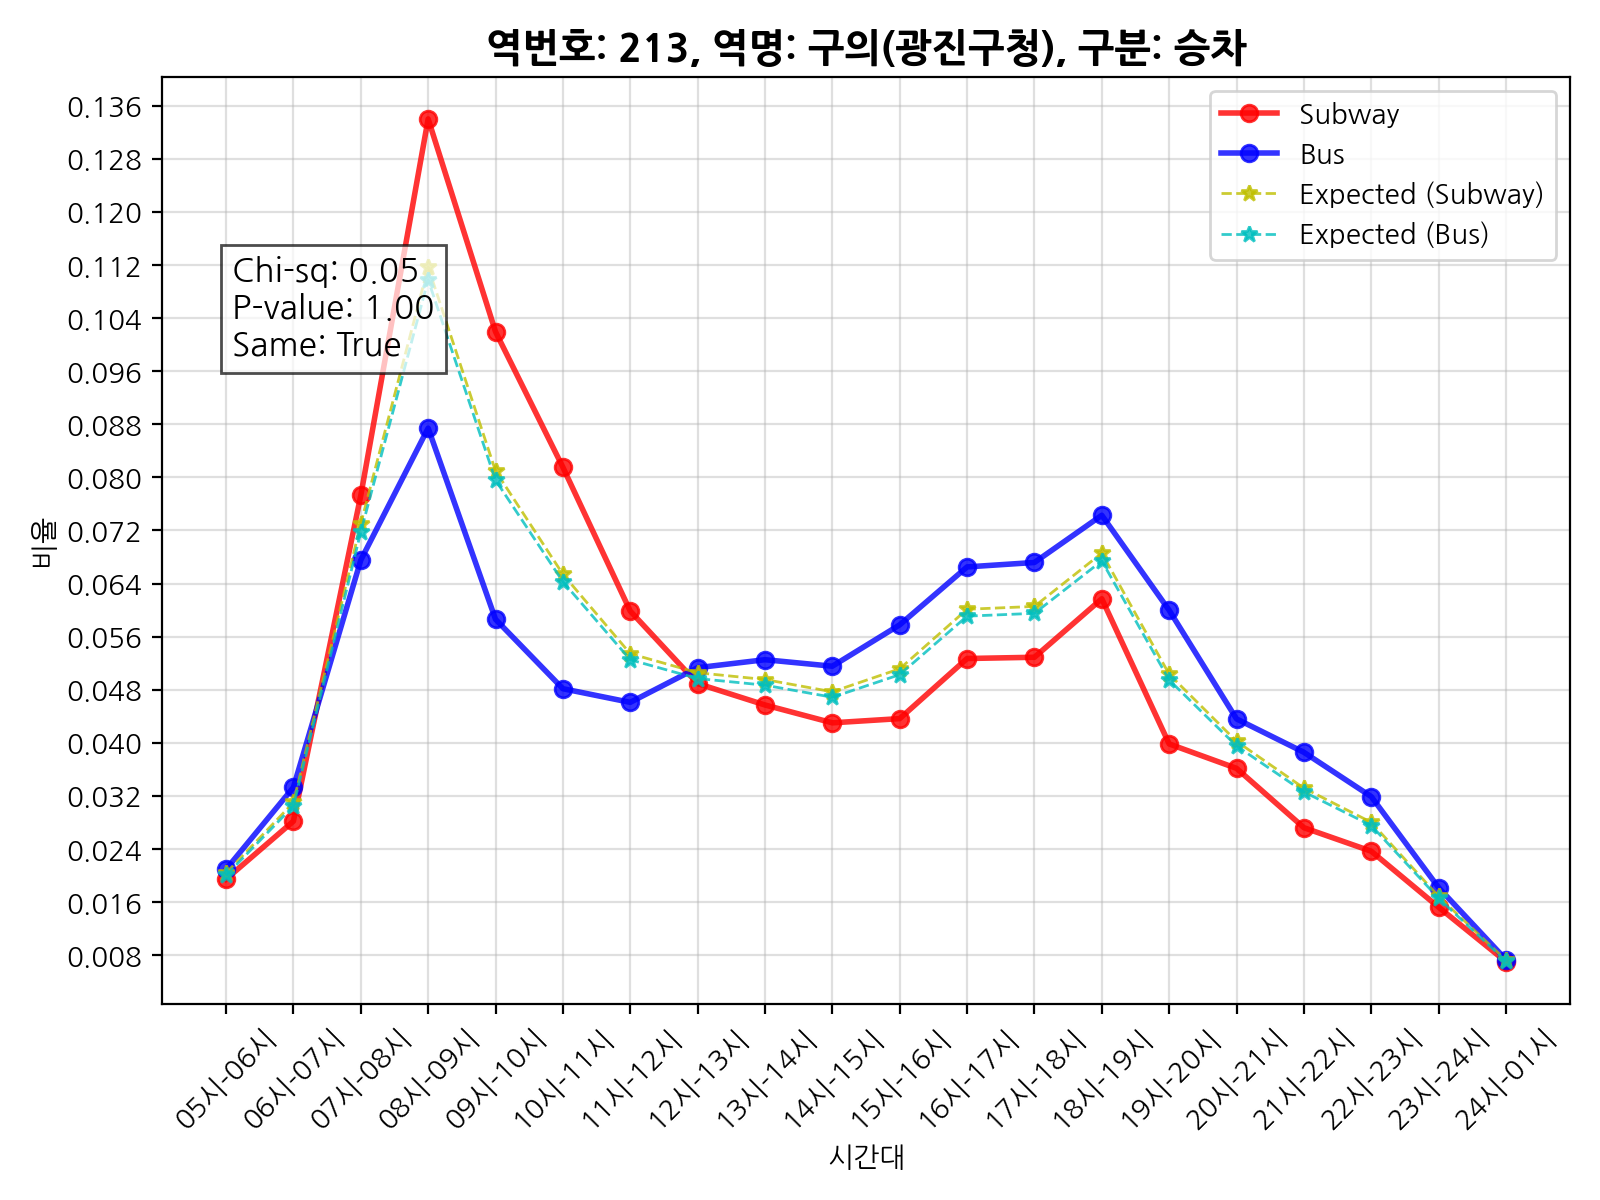 역번호: 213, 역명: 구의(광진구청), 구분: 승차
Subway
Bus
Expected (Subway)
Expected (Bus)
Chi-sq: 0.05
P-value: 1.00
Same: True
비율
0.136
0.128
0.120
0.112
0.104
0.096
0.088
0.080
0.072
0.064
0.056
0.048
0.040
0.032
0.024
0.016
0.008
05시-06시
06시-07시
07시-08시
08시-09시
09시-10시
10시-11시
11시-12시
12시-13시
13시-14시
14시-15시
15시-16시
16시-17시
17시-18시
18시-19시
19시-20시
20시-21시
21시-22시
22시-23시
23시-24시
24시-01시
시간대